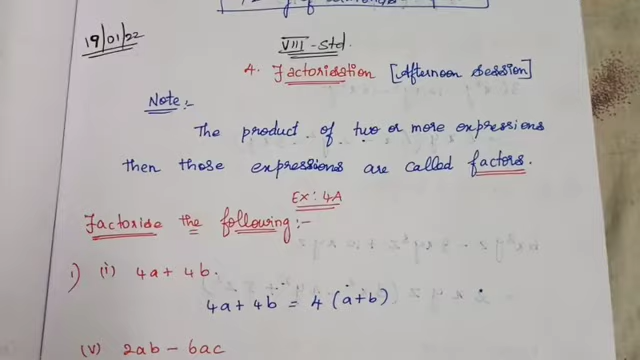 19/01/22
VIII - Std
4. Factorisation [Afternoon Session]
Note:-
The product of two or more expressions
then those expressions are called factors.
Ex: 4A
Factorise the following:-
1) (i) 4a + 4b.
4a + 4b = 4 (a+b)
(v) 2ab - 6ac